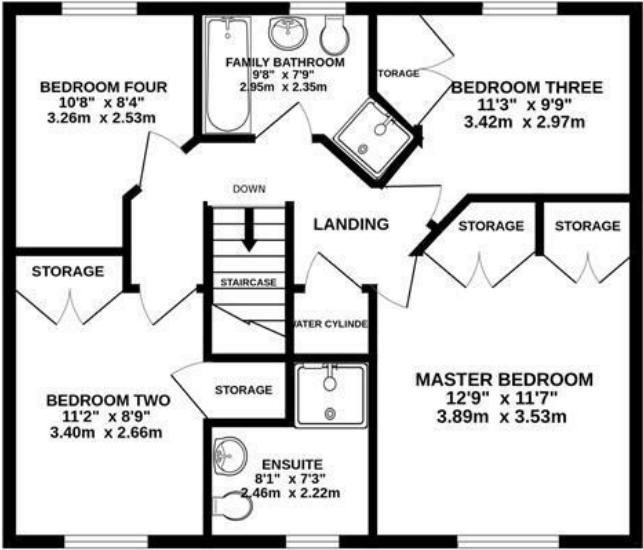 BEDROOM FOUR
10'8" x 8'4"
3.26m x 2.53m
FAMILY BATHROOM
9'8" x 7'9"
2.95m x 2.35m
TORAGE
BEDROOM THREE
11'3" x 9'9"
3.42m x 2.97m
DOWN
LANDING
STORAGE
STORAGE
STORAGE
STAIRCASE
WATER CYLINDE
BEDROOM TWO
11'2" x 8'9"
3.40m x 2.66m
STORAGE
MASTER BEDROOM
12'9" x 11'7"
3.89m x 3.53m
ENSUITE
8'1" x 7'3"
2.46m x 2.22m